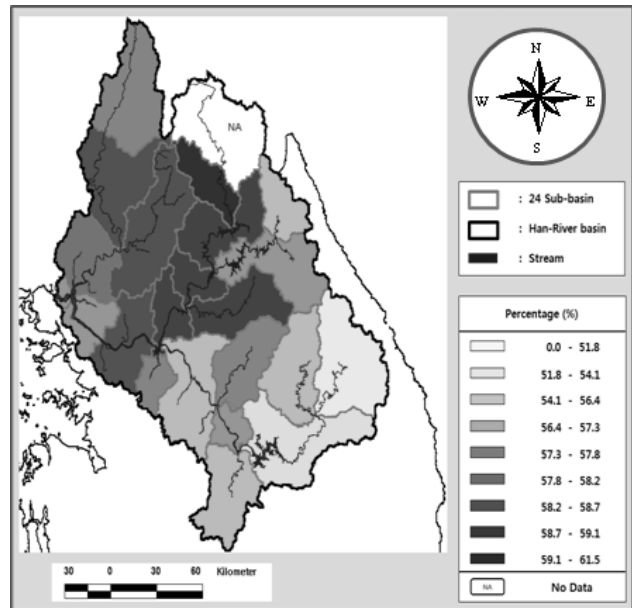 NA
N
W E
S
: 24 Sub-basin
: Han-River basin
: Stream
Percentage (%)
0.0 - 51.8
51.8 - 54.1
54.1 - 56.4
56.4 - 57.3
57.3 - 57.8
57.8 - 58.2
58.2 - 58.7
58.7 - 59.1
59.1 - 61.5
NA No Data
30 0 30 60 Kilometer